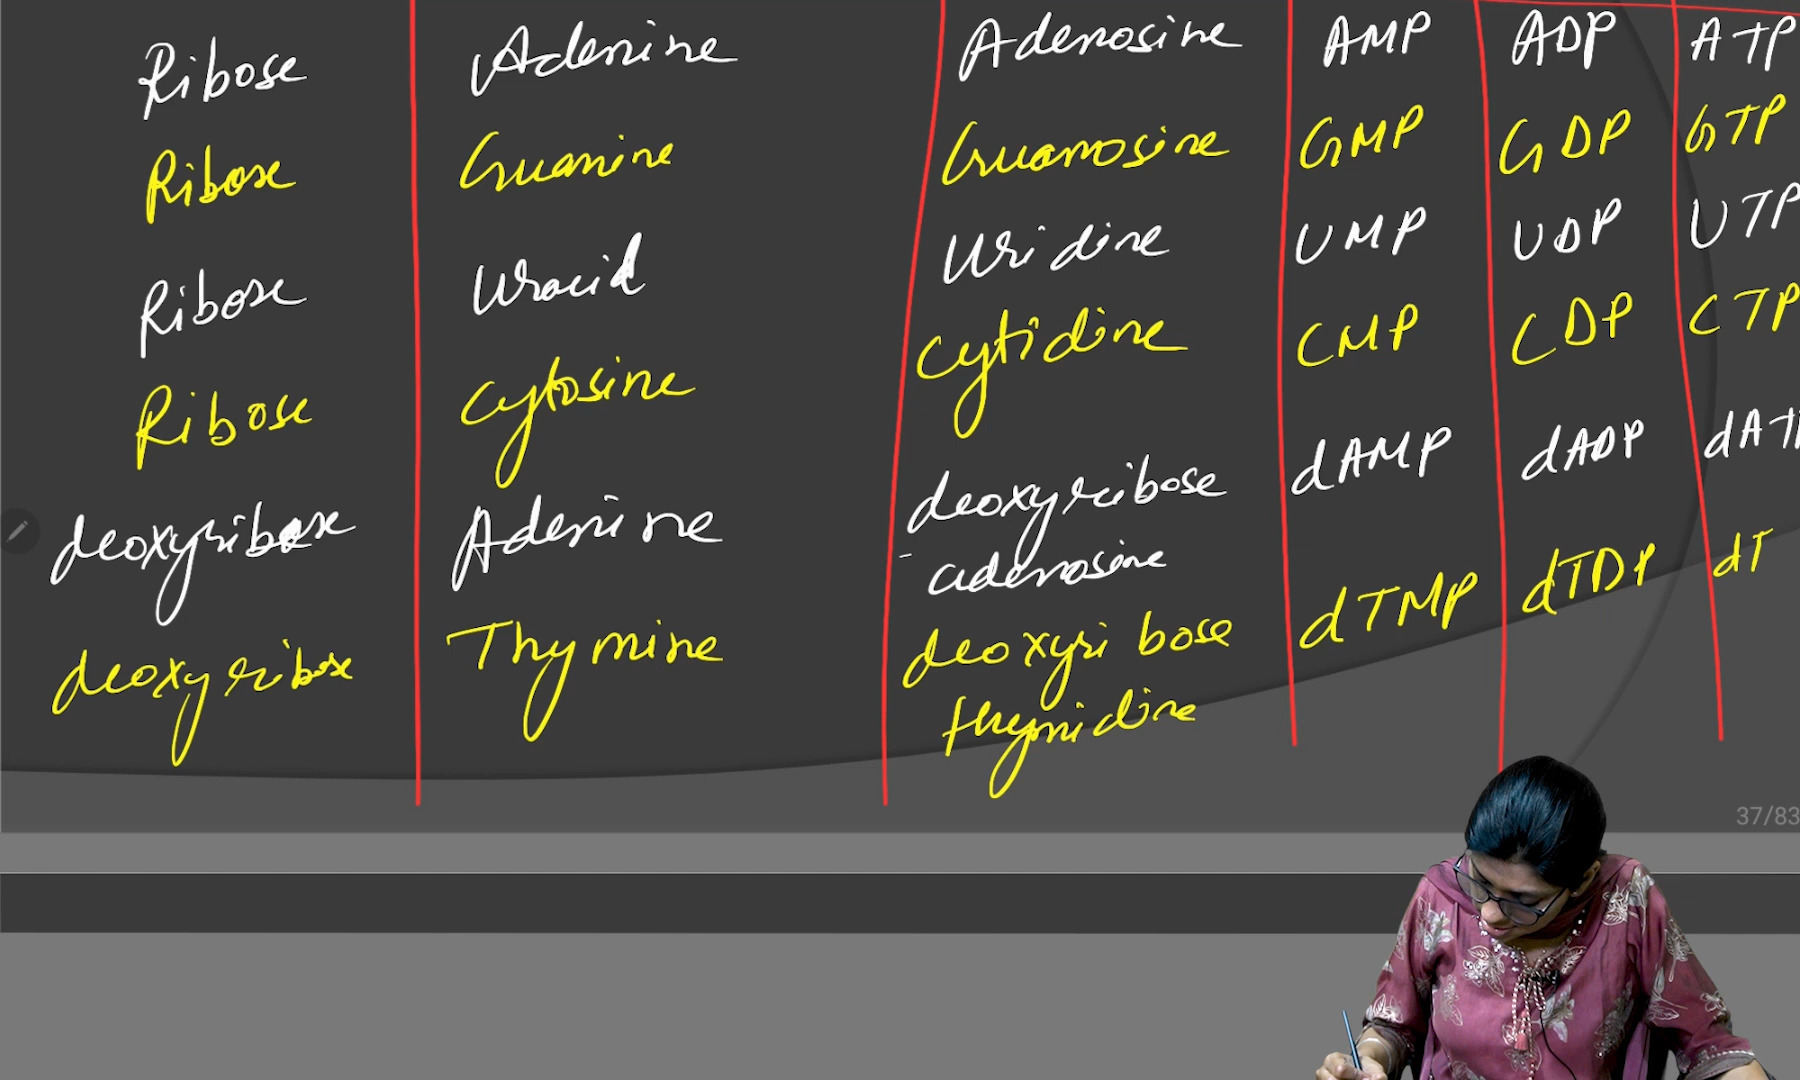 Ribose Adenine Adenosine AMP ADP ATP
Ribose Guanine Guanosine GMP GDP GTP
Ribose Uracil Uridine UMP UDP UTP
Ribose Cytosine Cytidine CMP CDP CTP
deoxyribose Adenine deoxyribose dAMP dADP dATP
- adenosine
deoxyribose Thymine deoxyribose dTMP dTDP dT
thymidine
37/83